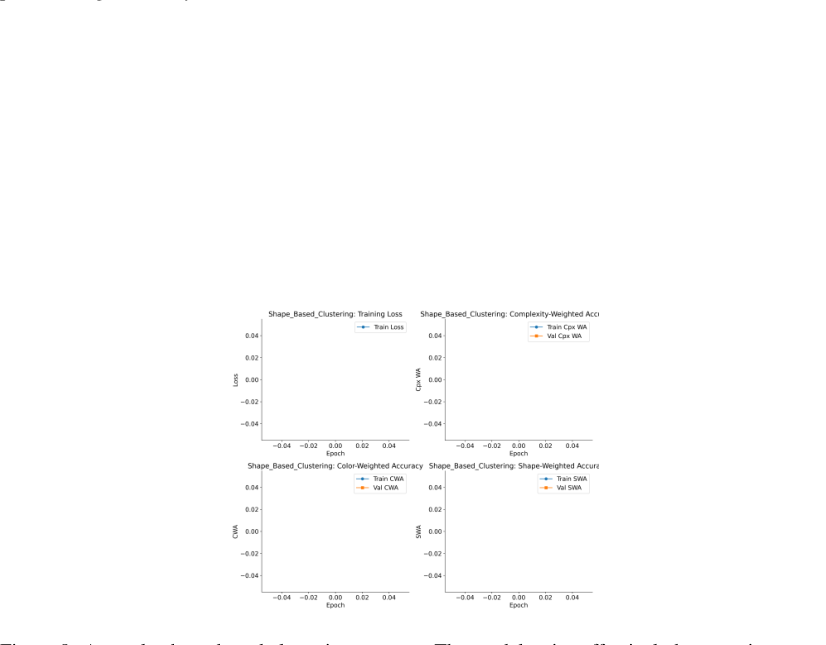 Shape_Based_Clustering: Training Loss
Train Loss
0.04
0.02
0.00
−0.02
−0.04
Loss
−0.04 −0.02 0.00 0.02 0.04
Epoch
Shape_Based_Clustering: Complexity-Weighted Accu
Train Cpx WA
Val Cpx WA
0.04
0.02
0.00
−0.02
−0.04
Cpx WA
−0.04 −0.02 0.00 0.02 0.04
Epoch
Shape_Based_Clustering: Color-Weighted Accuracy
Train CWA
Val CWA
0.04
0.02
0.00
−0.02
−0.04
CWA
−0.04 −0.02 0.00 0.02 0.04
Epoch
Shape_Based_Clustering: Shape-Weighted Accura
Train SWA
Val SWA
0.04
0.02
0.00
−0.02
−0.04
SWA
−0.04 −0.02 0.00 0.02 0.04
Epoch